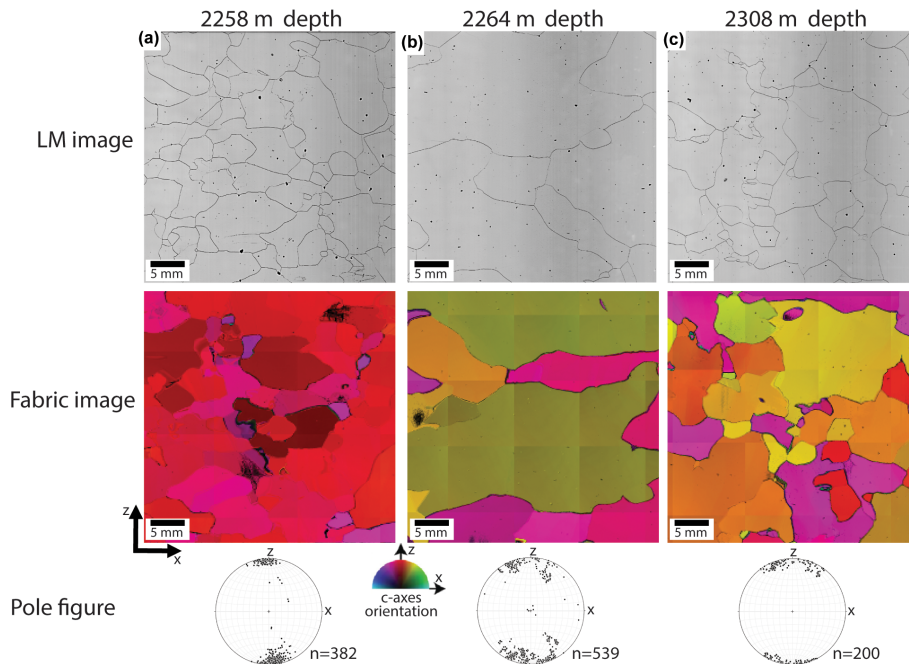 2258 m depth
2264 m depth
2308 m depth
(a)
(b)
(c)
LM image
5 mm
5 mm
5 mm
Fabric image
z
x
5 mm
5 mm
5 mm
Pole figure
z
x
n=382
z
x
c-axes
orientation
z
x
n=539
z
x
n=200